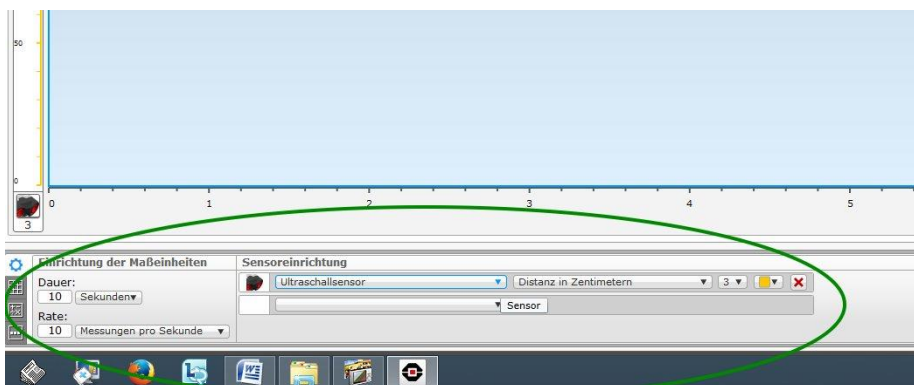 50
0
0 1 2 3 4 5
3
Einrichtung der Maßeinheiten
Sensoreinrichtung
Dauer:
10 Sekunden
Rate:
10 Messungen pro Sekunde
Ultraschallsensor Distanz in Zentimetern 3
Sensor